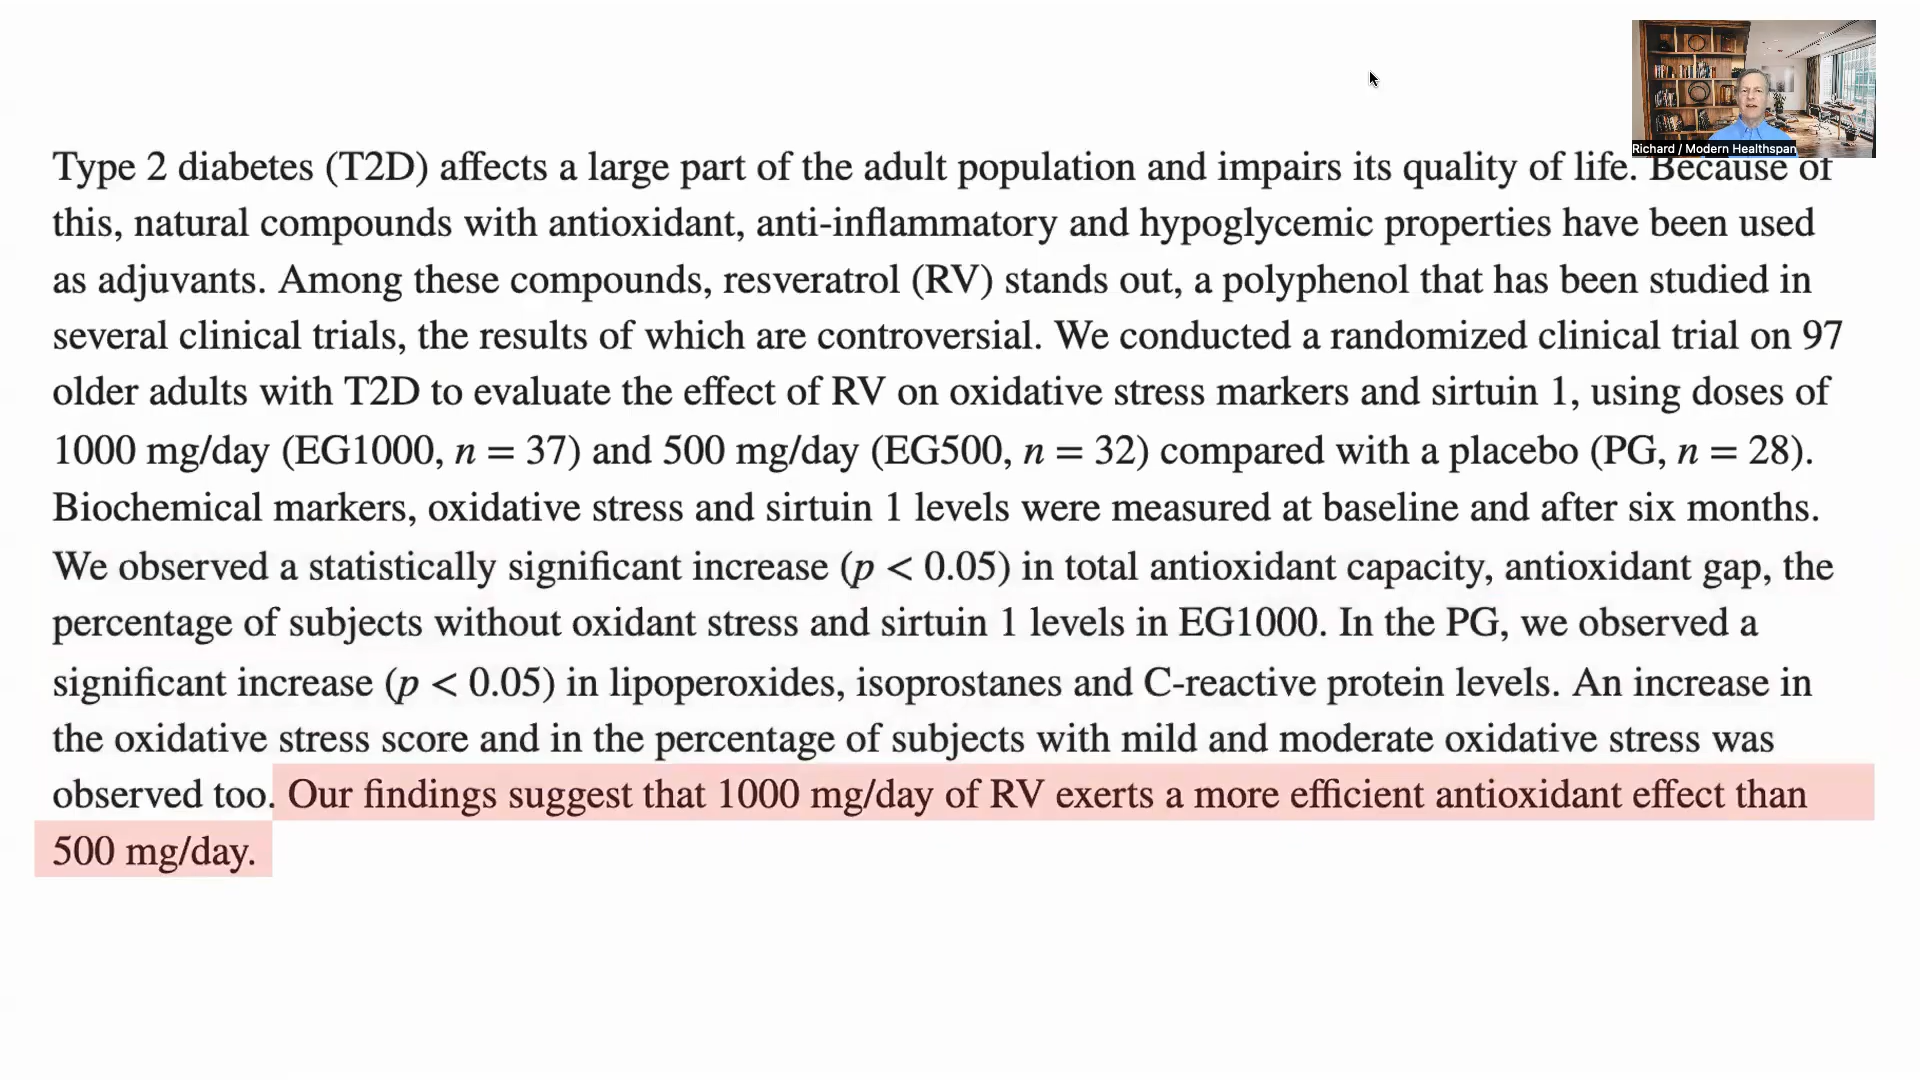 Richard / Modern Healthspan
Type 2 diabetes (T2D) affects a large part of the adult population and impairs its quality of life. Because of
this, natural compounds with antioxidant, anti-inflammatory and hypoglycemic properties have been used
as adjuvants. Among these compounds, resveratrol (RV) stands out, a polyphenol that has been studied in
several clinical trials, the results of which are controversial. We conducted a randomized clinical trial on 97
older adults with T2D to evaluate the effect of RV on oxidative stress markers and sirtuin 1, using doses of
1000 mg/day (EG1000, n = 37) and 500 mg/day (EG500, n = 32) compared with a placebo (PG, n = 28).
Biochemical markers, oxidative stress and sirtuin 1 levels were measured at baseline and after six months.
We observed a statistically significant increase (p < 0.05) in total antioxidant capacity, antioxidant gap, the
percentage of subjects without oxidant stress and sirtuin 1 levels in EG1000. In the PG, we observed a
significant increase (p < 0.05) in lipoperoxides, isoprostanes and C-reactive protein levels. An increase in
the oxidative stress score and in the percentage of subjects with mild and moderate oxidative stress was
observed too. Our findings suggest that 1000 mg/day of RV exerts a more efficient antioxidant effect than
500 mg/day.